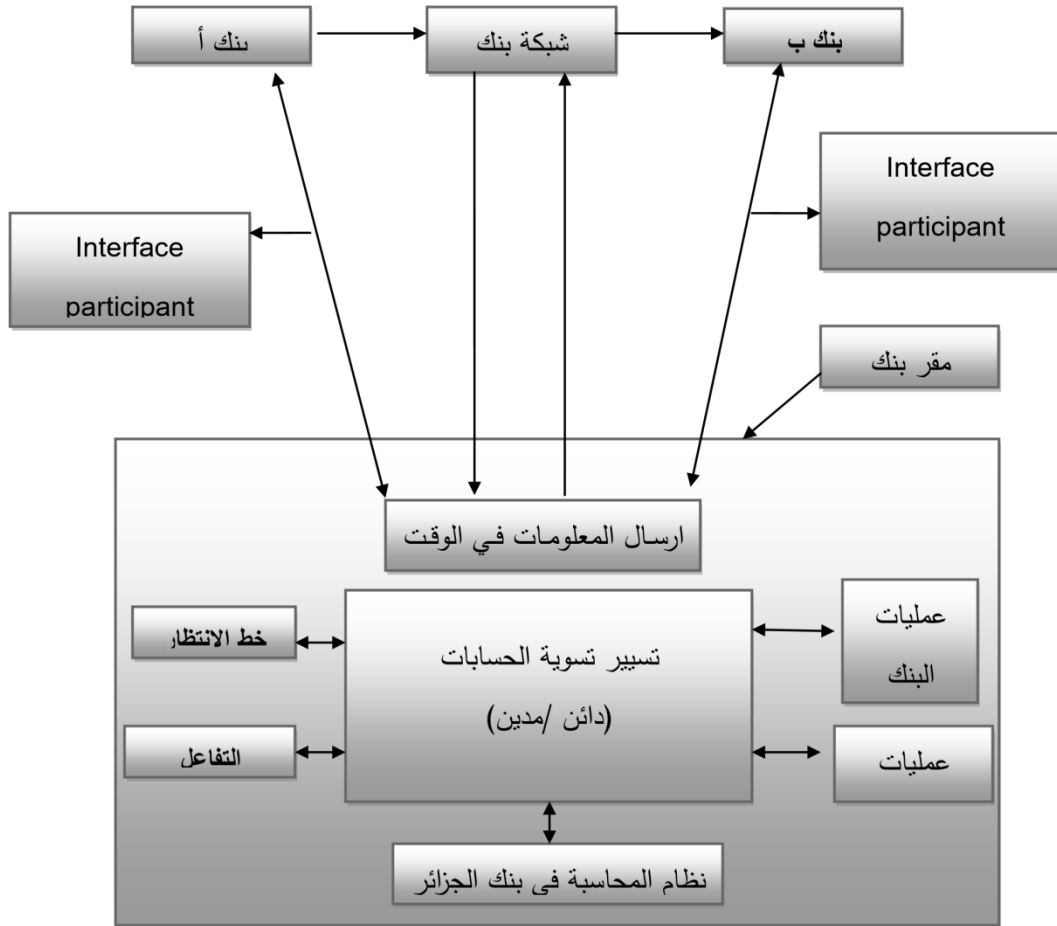 بنك أ
شبكة بنك
بنك ب
Interface
participant
Interface
participant
مقر بنك
ارسال المعلومات في الوقت
خط الانتظار
تسيير تسوية الحسابات
(دائن /مدين)
عمليات
البنك
التفاعل
عمليات
نظام المحاسبة في بنك الجزائر